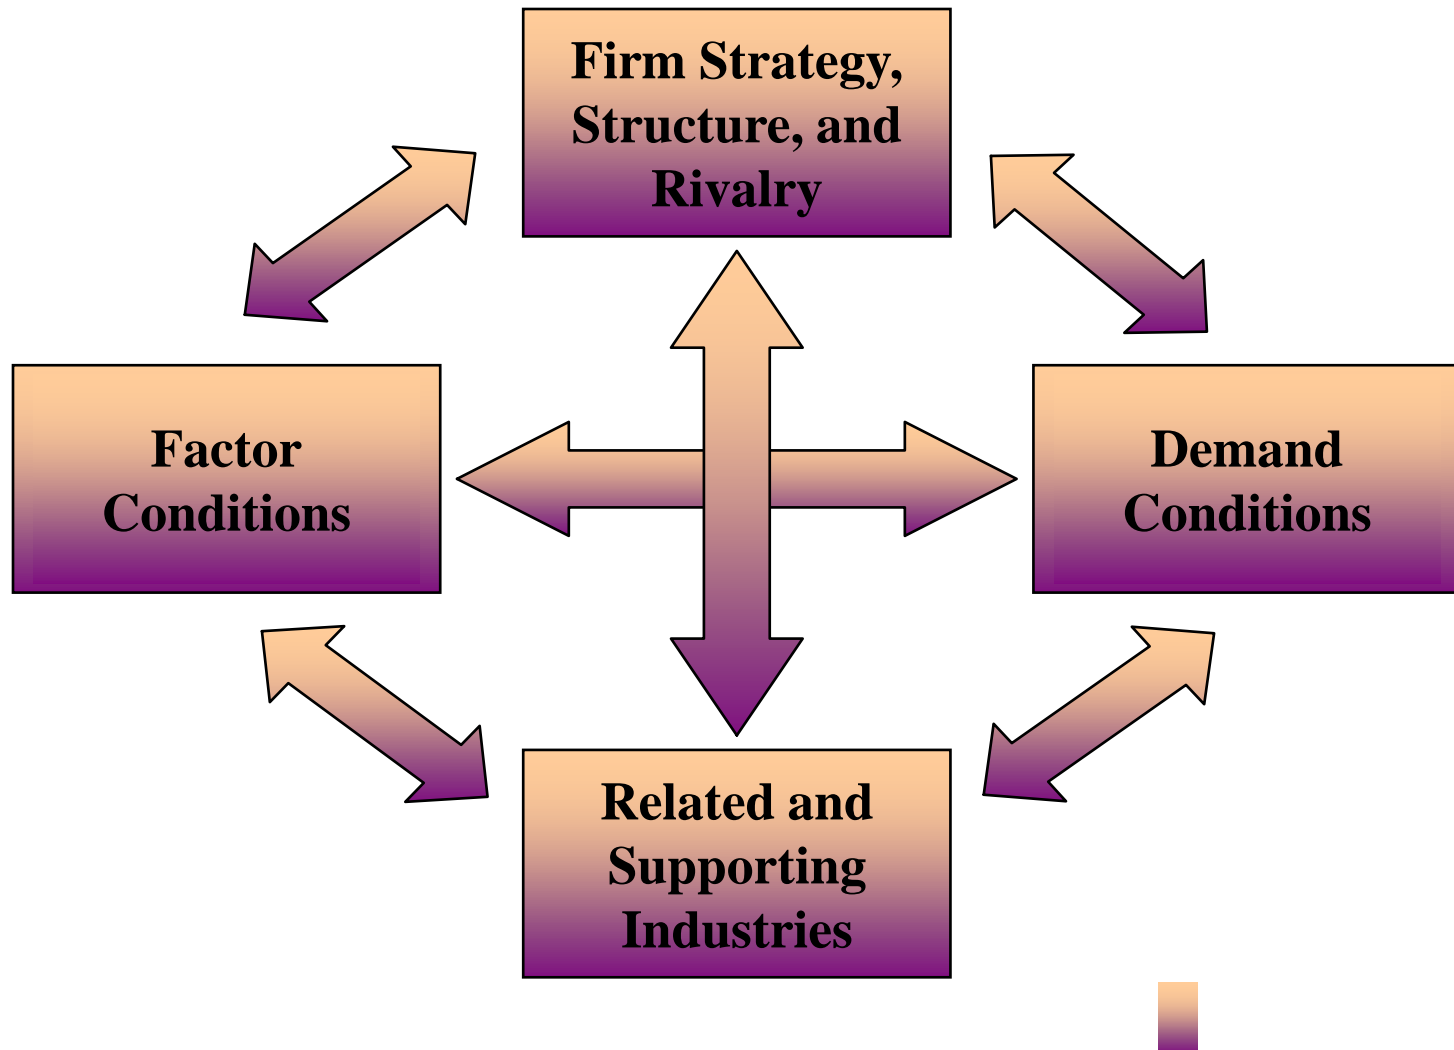 Firm Strategy,
Structure, and
Rivalry
Factor
Conditions
Demand
Conditions
Related and
Supporting
Industries